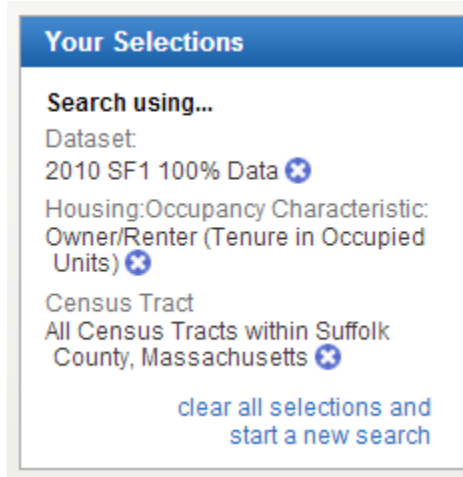 Your Selections
Search using...
Dataset:
2010 SF1 100% Data
Housing:Occupancy Characteristic:
Owner/Renter (Tenure in Occupied
Units)
Census Tract
All Census Tracts within Suffolk
County, Massachusetts
clear all selections and
start a new search